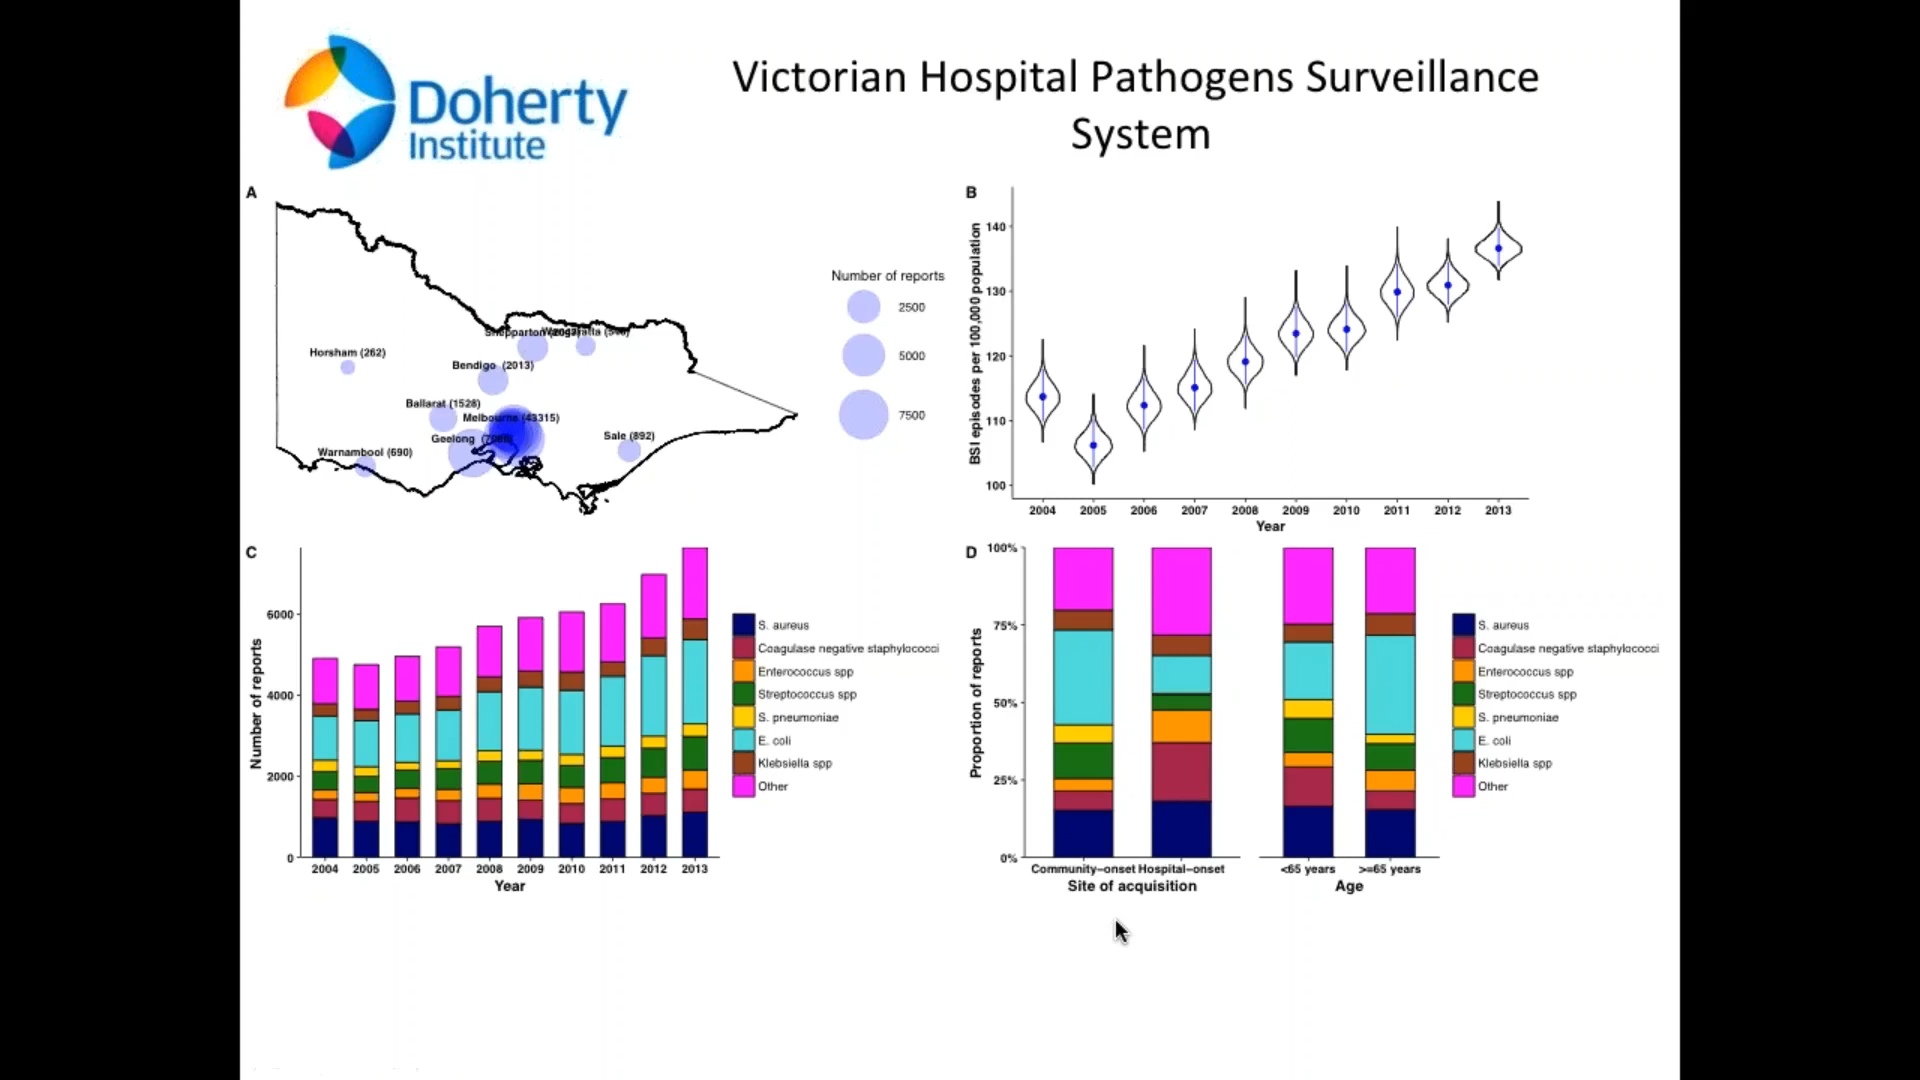 Doherty
Institute
Victorian Hospital Pathogens Surveillance
System
A
Number of reports
2500
5000
7500
Horsham (262)
Bendigo (2013)
Ballarat (1528)
Melbourne (43315)
Geelong
Sale (892)
Warnambool (690)
Shepparton
B
BSI episodes per 100,000 population
140
130
120
110
100
2004 2005 2006 2007 2008 2009 2010 2011 2012 2013
Year
C
Number of reports
6000
4000
2000
0
2004 2005 2006 2007 2008 2009 2010 2011 2012 2013
Year
S. aureus
Coagulase negative staphylococci
Enterococcus spp
Streptococcus spp
S. pneumoniae
E. coli
Klebsiella spp
Other
D
Proportion of reports
100%
75%
50%
25%
0%
Community-onset Hospital-onset
Site of acquisition
<65 years >=65 years
Age
S. aureus
Coagulase negative staphylococci
Enterococcus spp
Streptococcus spp
S. pneumoniae
E. coli
Klebsiella spp
Other